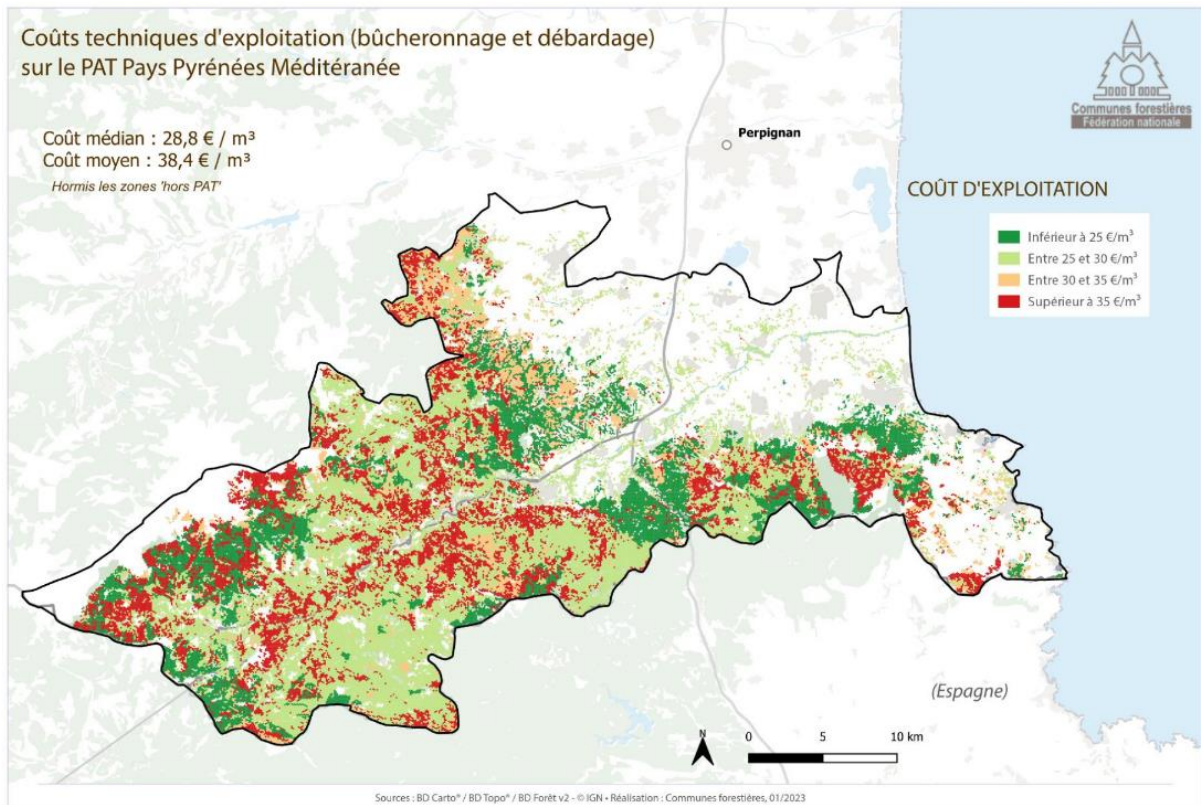 Coûts techniques d'exploitation (bûcheronnage et débardage)
sur le PAT Pays Pyrénées Méditéranée
Coût médian : 28,8 € / m³
Coût moyen : 38,4 € / m³
Hormis les zones 'hors PAT'
Perpignan
Communes forestières
Fédération nationale
COÛT D'EXPLOITATION
Inférieur à 25 €/m³
Entre 25 et 30 €/m³
Entre 30 et 35 €/m³
Supérieur à 35 €/m³
(Espagne)
N
0 5 10 km
Sources : BD Carto® / BD Topo® / BD Forêt v2 - © IGN • Réalisation : Communes forestières, 01/2023